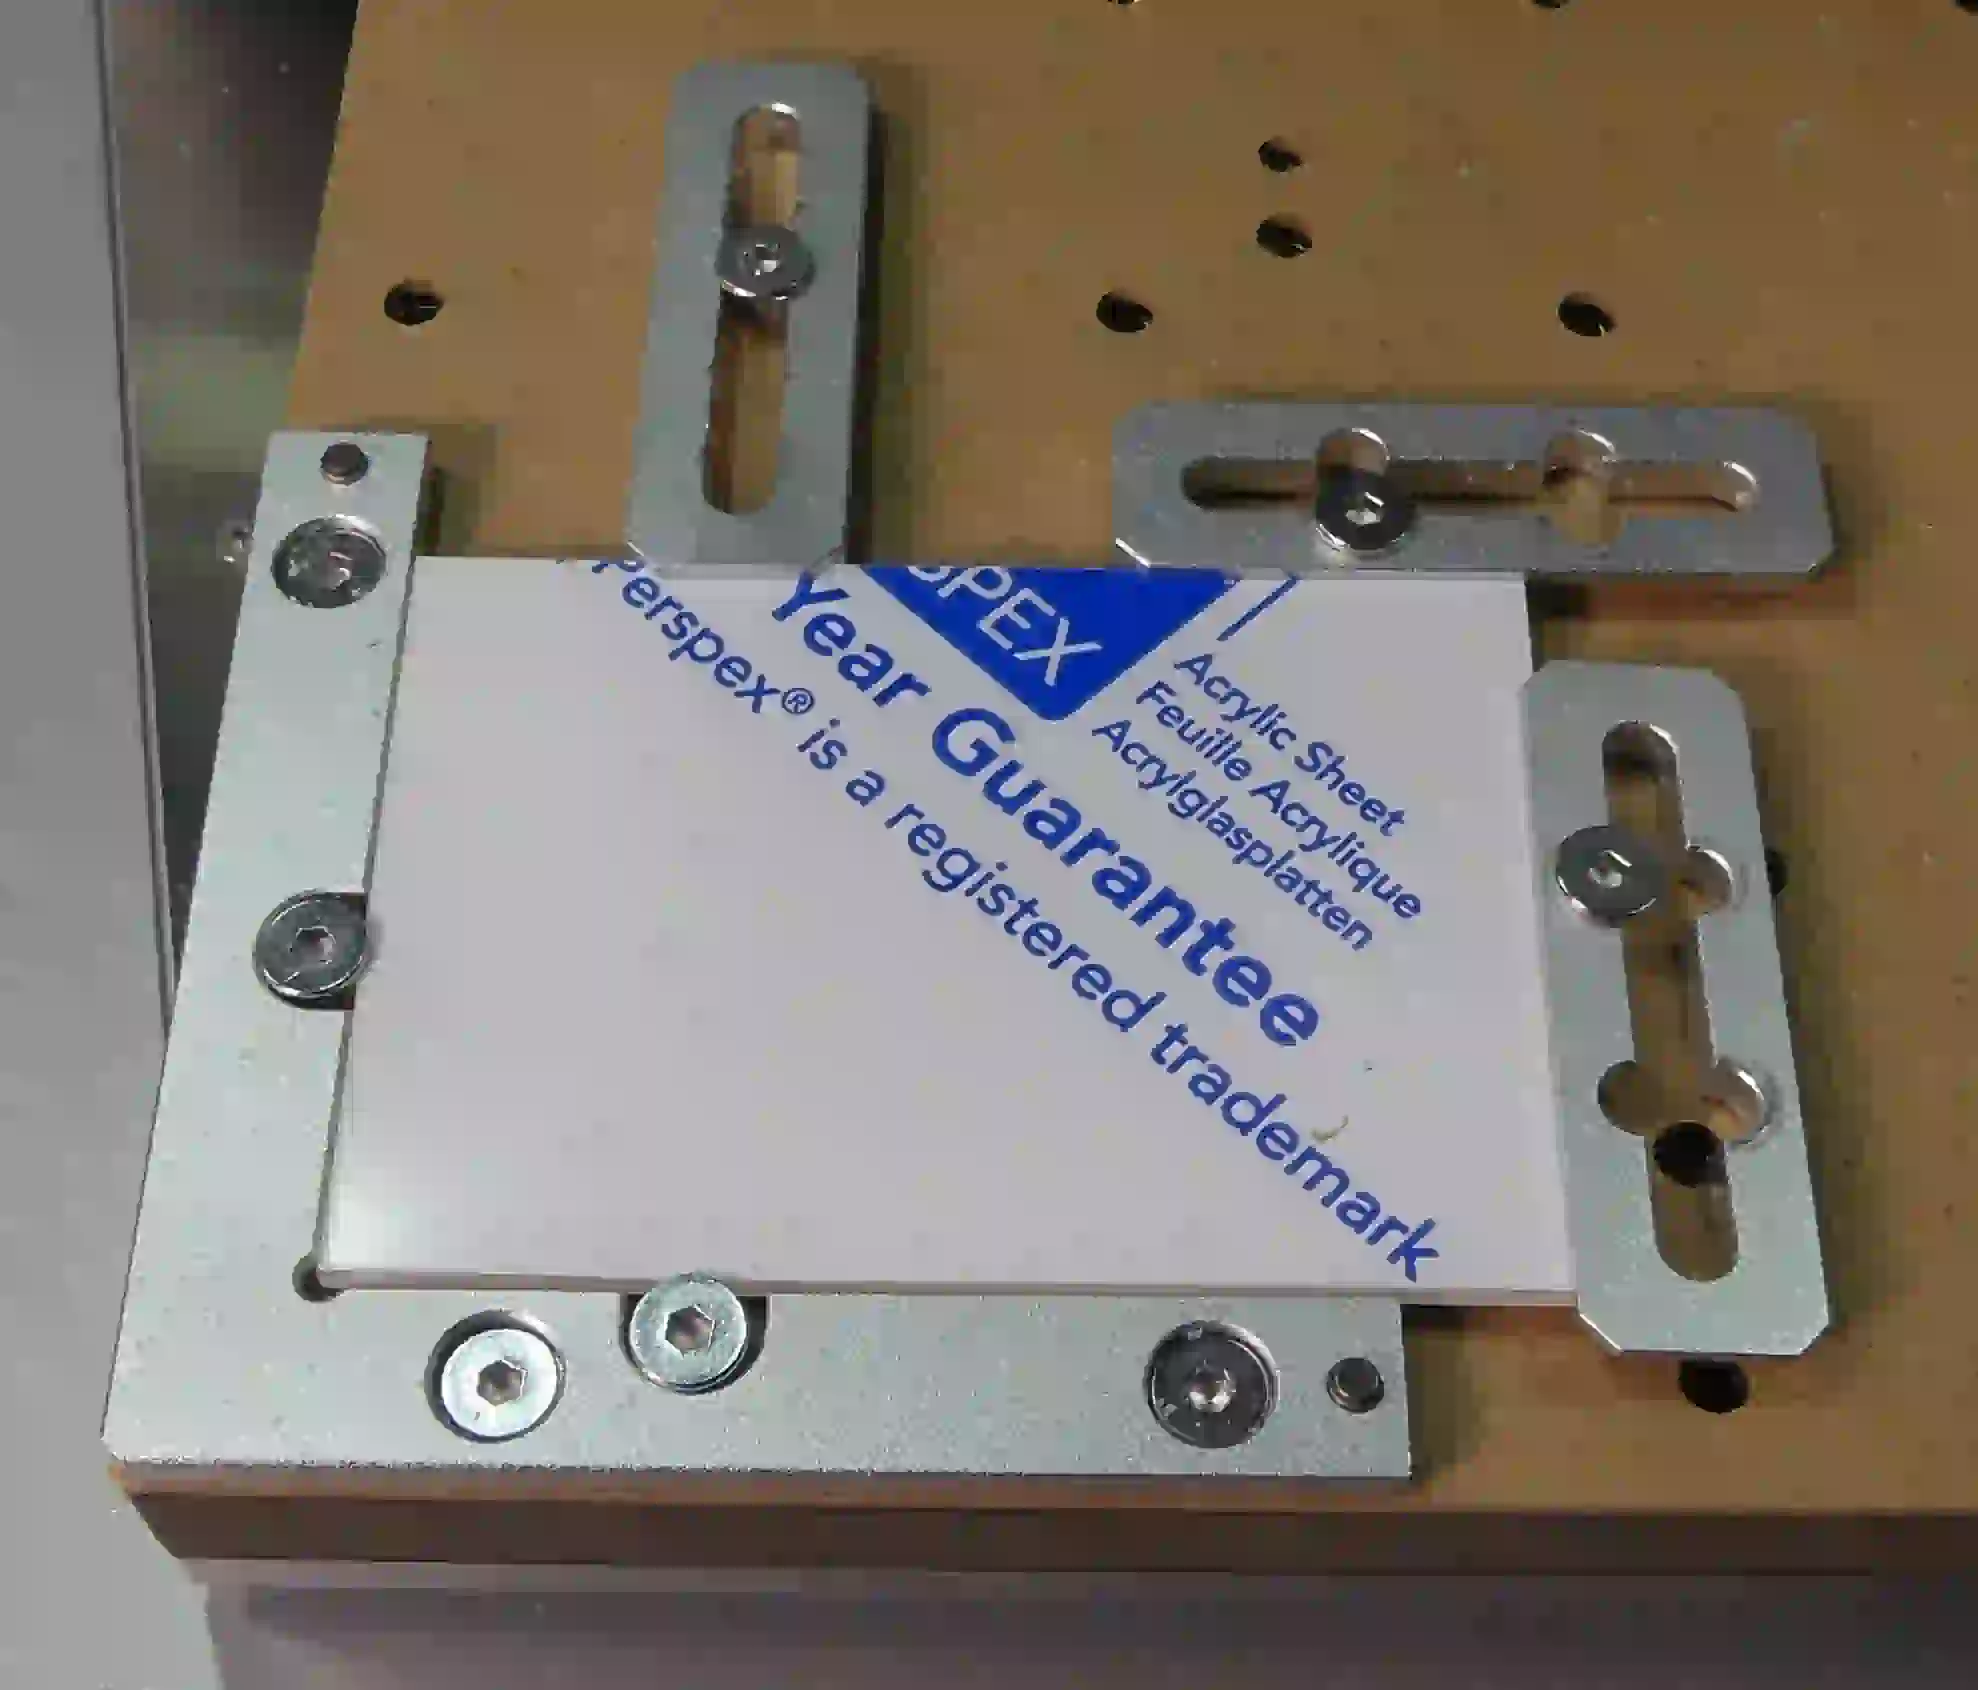 SPEX
Acrylic Sheet
Feuille Acrylique
Acrylglasplatten
Year Guarantee
Perspex® is a registered trademark